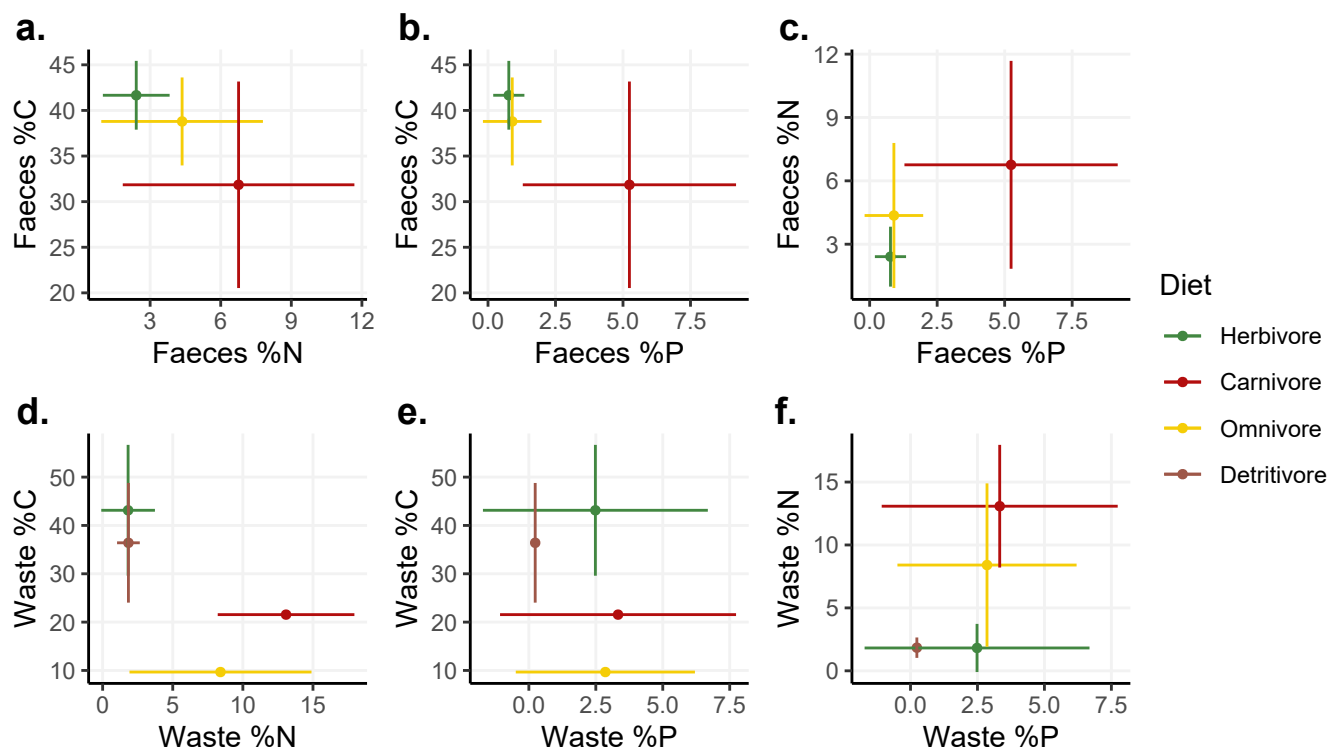 a.
Faeces %C
45
40
35
30
25
20
3
6
9
12
Faeces %N
b.
Faeces %C
45
40
35
30
25
20
0.0
2.5
5.0
7.5
Faeces %P
c.
Faeces %N
12
9
6
3
0.0
2.5
5.0
7.5
Faeces %P
Diet
Herbivore
Carnivore
Omnivore
Detritivore
d.
Waste %C
50
40
30
20
10
0
5
10
15
Waste %N
e.
Waste %C
50
40
30
20
10
0.0
2.5
5.0
7.5
Waste %P
f.
Waste %N
15
10
5
0
0.0
2.5
5.0
7.5
Waste %P